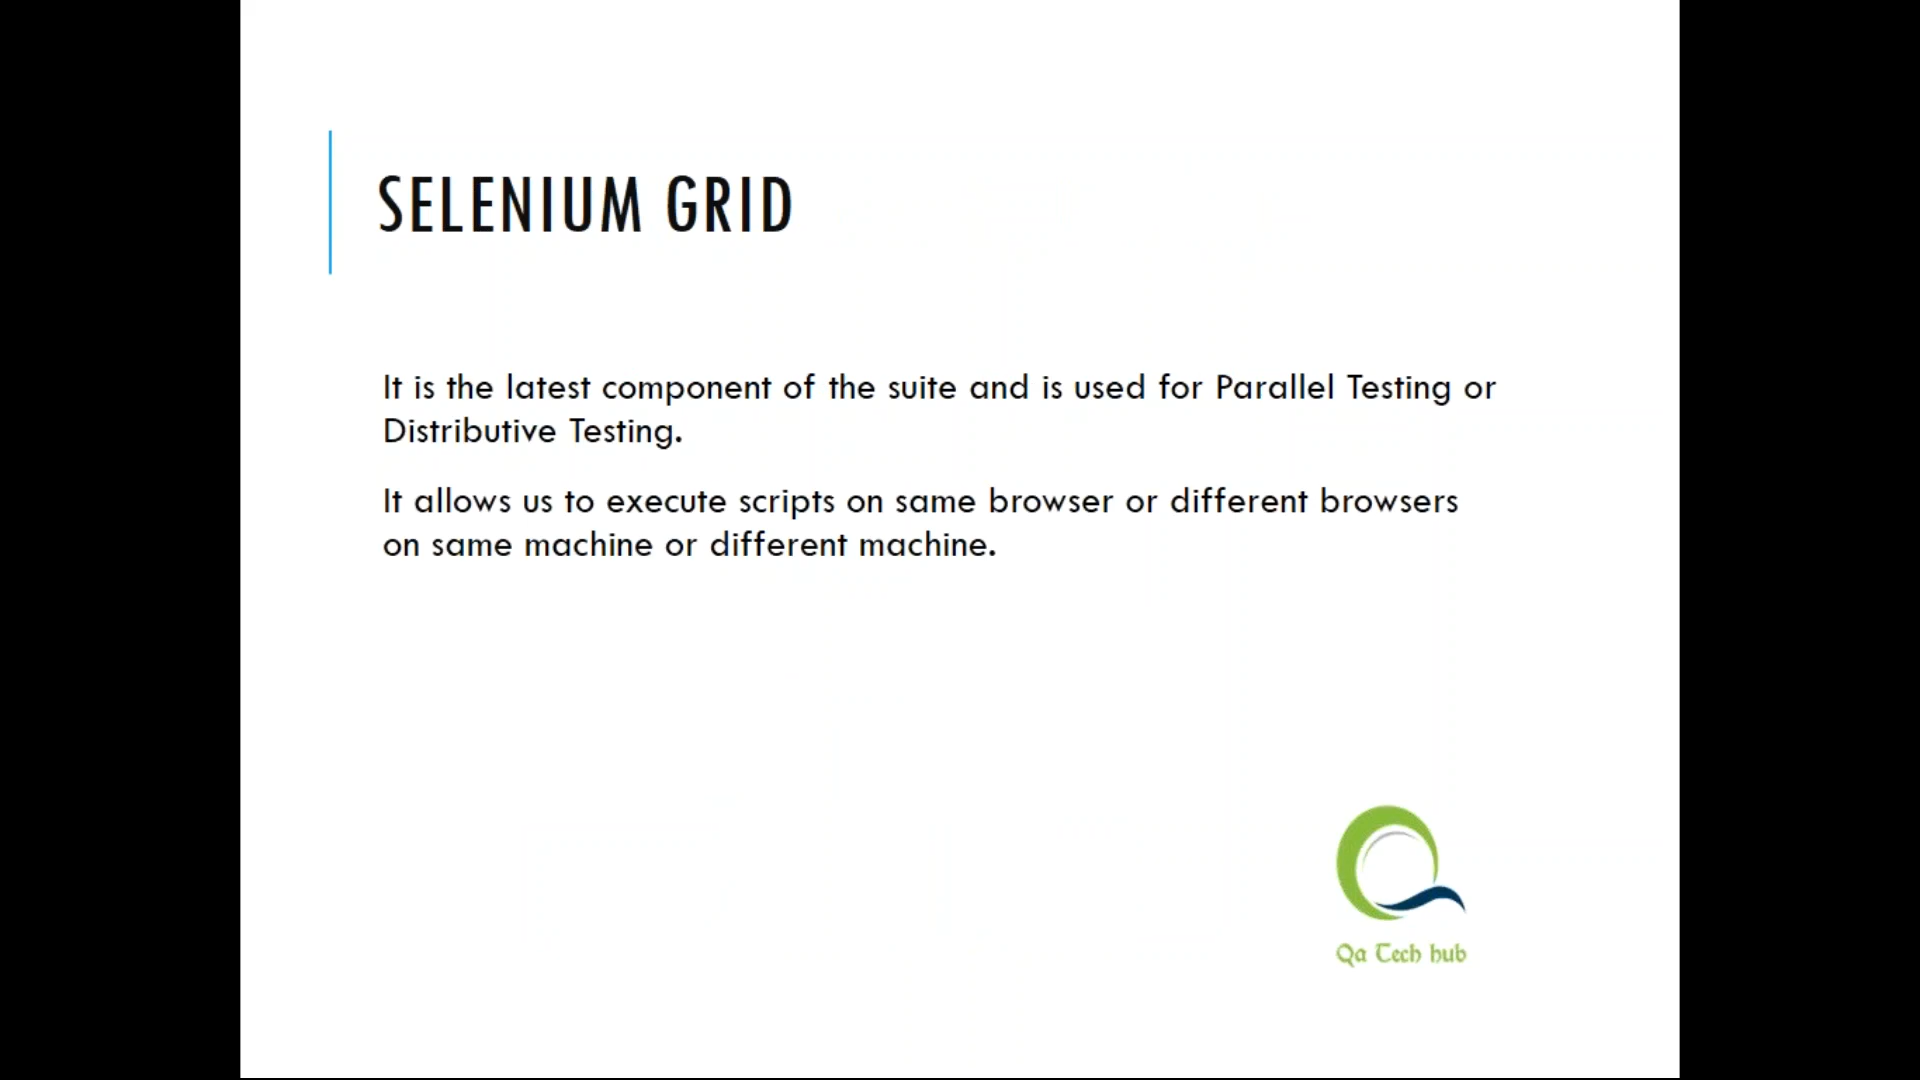 SELENIUM GRID
It is the latest component of the suite and is used for Parallel Testing or
Distributive Testing.
It allows us to execute scripts on same browser or different browsers
on same machine or different machine.
Qa Tech hub